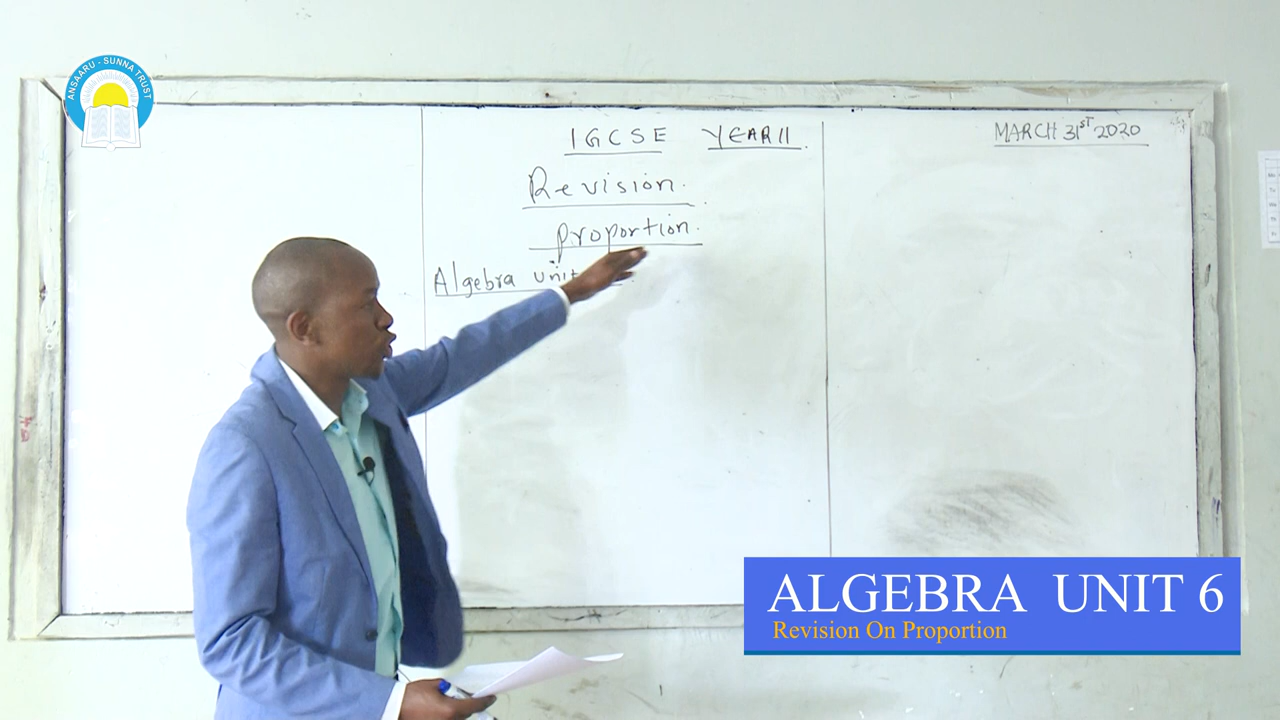 ANSAARU - SUNNA TRUST
IGCSE YEAR 11
MARCH 31ST 2020
Revision.
proportion.
Algebra unit
ALGEBRA UNIT 6
Revision On Proportion